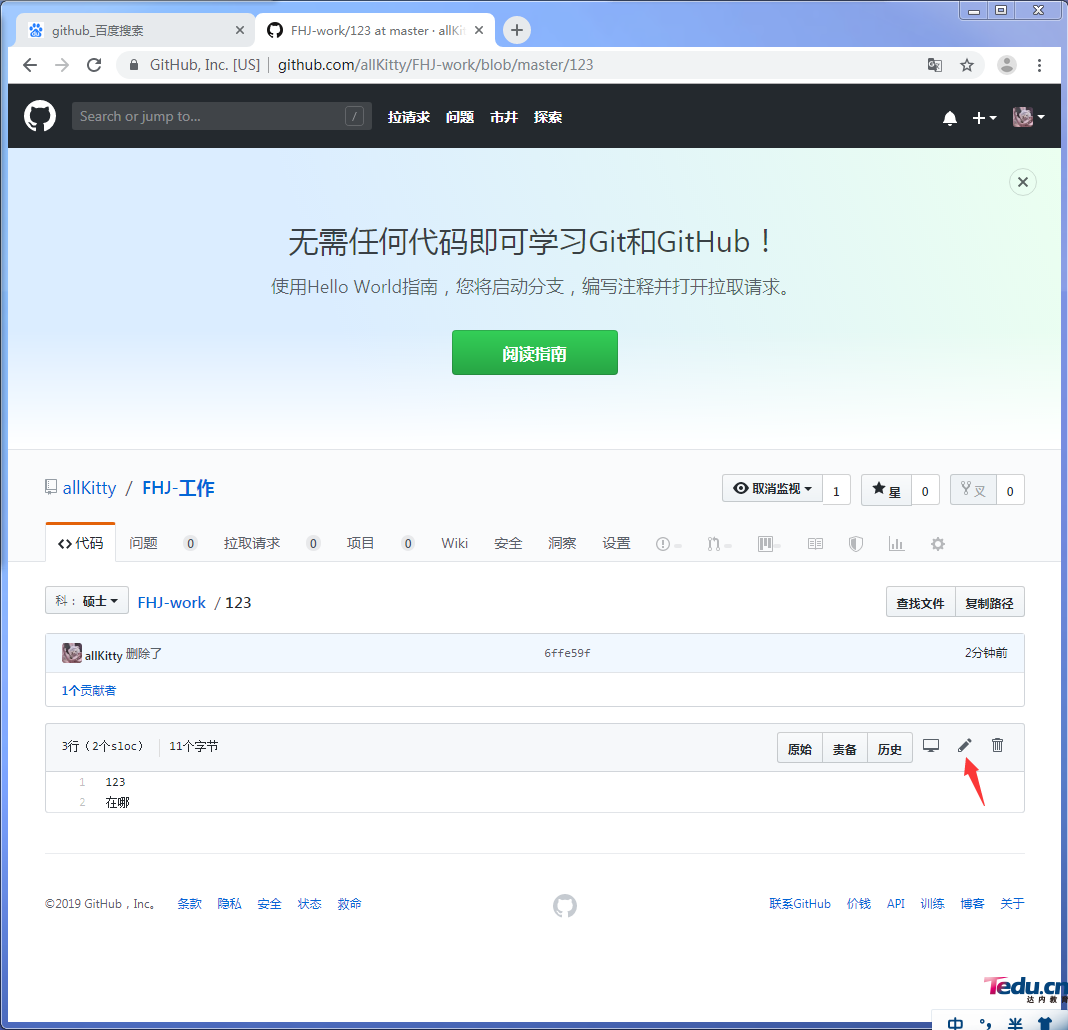 github_百度搜索
FHJ-work/123 at master · allKit
GitHub, Inc. [US] | github.com/allKitty/FHJ-work/blob/master/123
Search or jump to... / 拉请求 问题 市井 探索
无需任何代码即可学习Git和GitHub！
使用Hello World指南，您将启动分支，编写注释并打开拉取请求。
阅读指南
allKitty / FHJ-工作 取消监视 1 星 0 叉 0
代码 问题 0 拉取请求 0 项目 0 Wiki 安全 洞察 设置
科： 硕士 FHJ-work / 123 查找文件 复制路径
allKitty 删除了 6ffe59f 2分钟前
1个贡献者
3行（2个sloc） 11个字节 原始 责备 历史
1 123
2 在哪
©2019 GitHub，Inc。 条款 隐私 安全 状态 救命 联系GitHub 价钱 API 训练 博客 关于
Tedu.cn
达内教育
中 °, 半